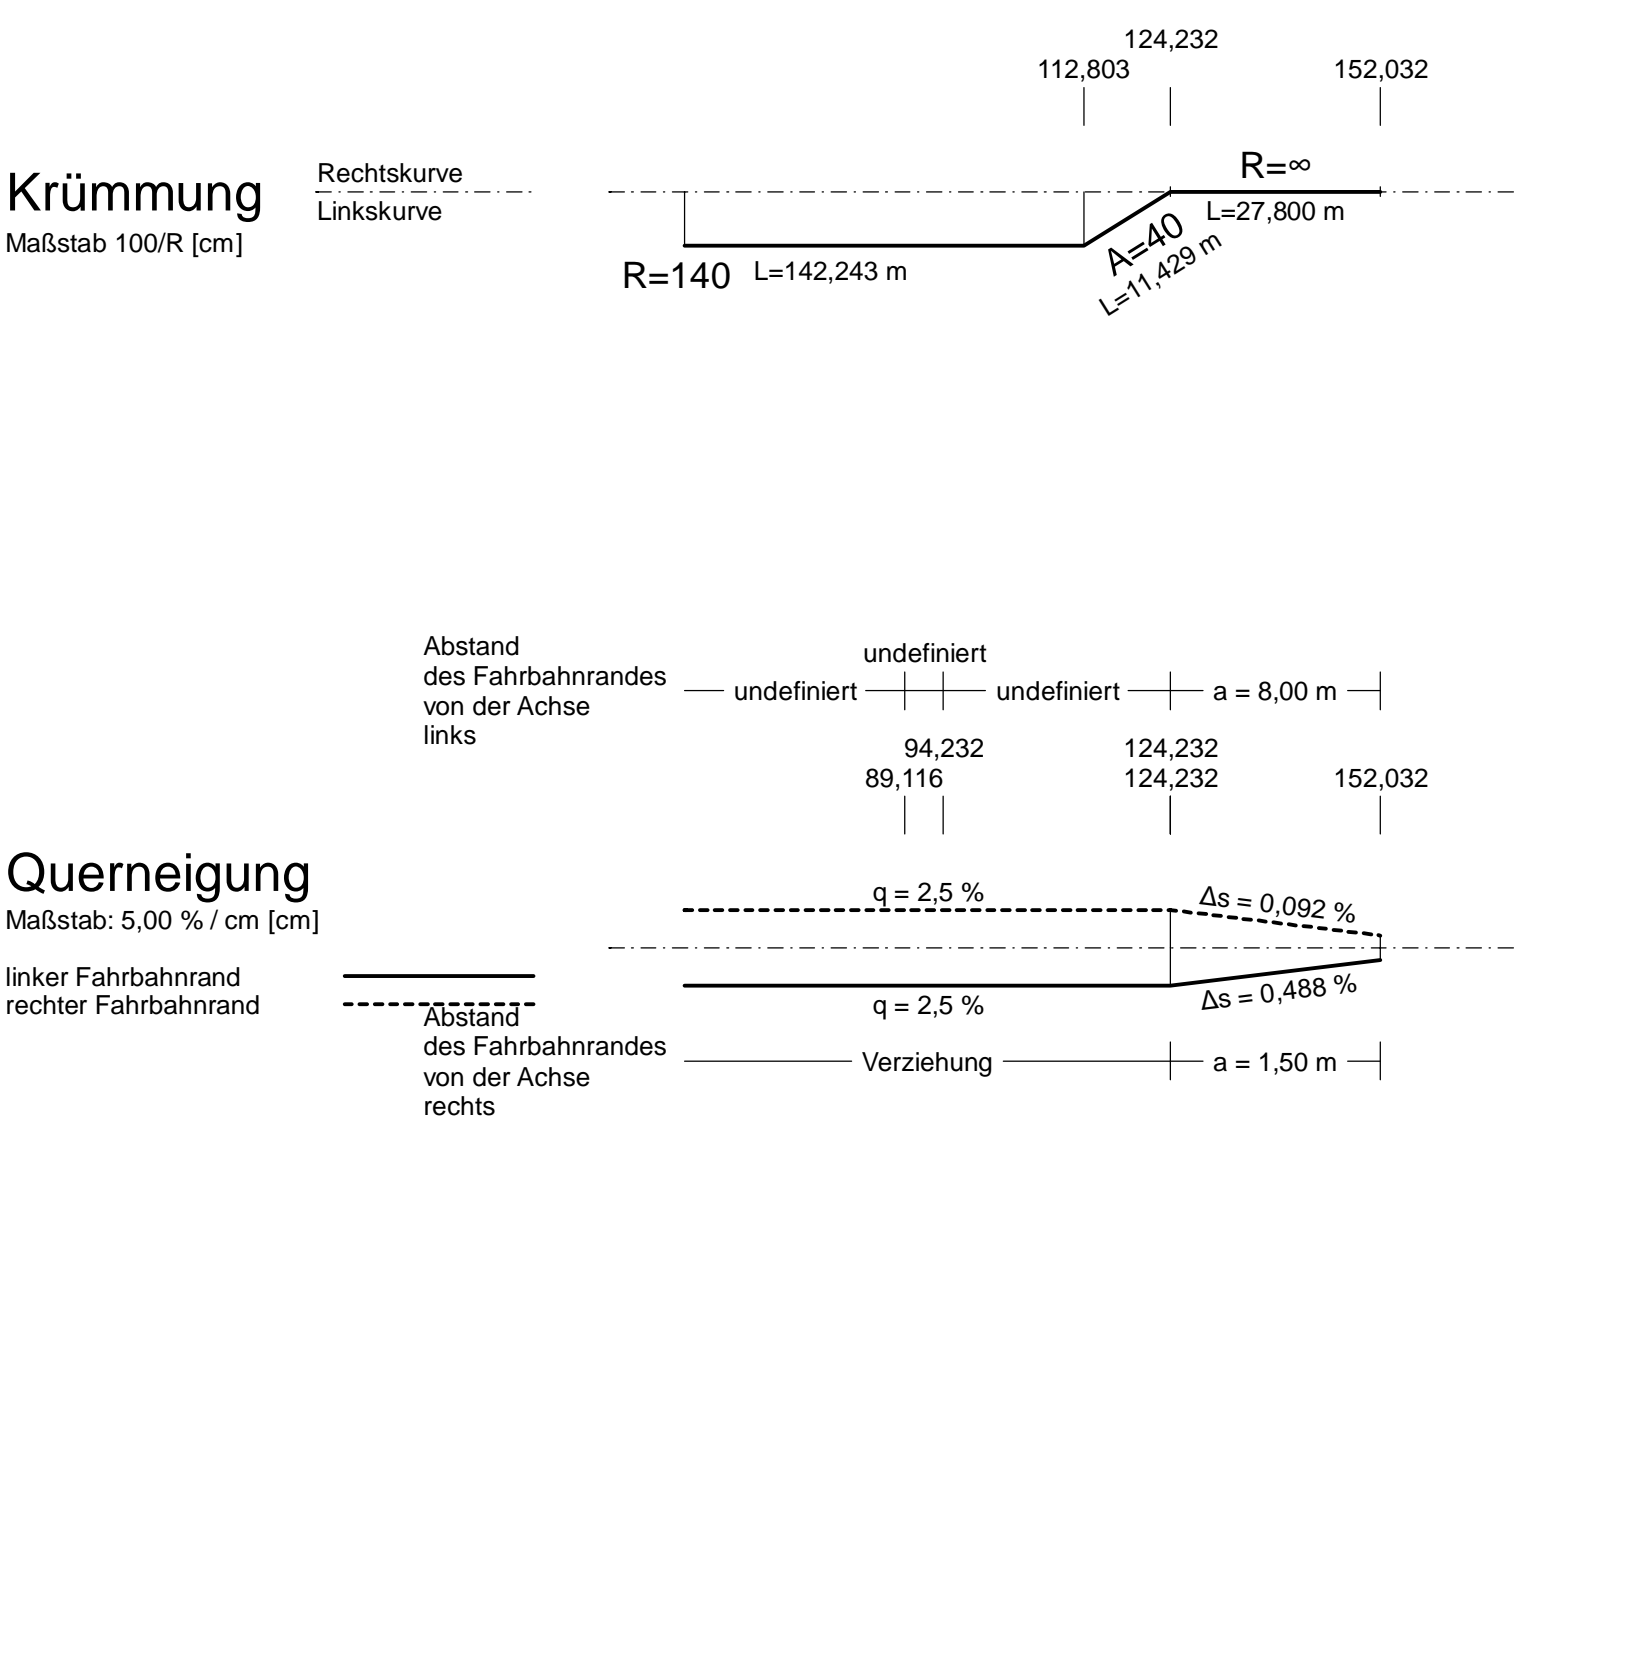 124,232
112,803
152,032
Krümmung
Maßstab 100/R [cm]
Rechtskurve
Linkskurve
R=∞
L=27,800 m
A=40
L=11,429 m
R=140
L=142,243 m
Abstand
des Fahrbahnrandes
von der Achse
links
undefiniert
undefiniert
undefiniert
a = 8,00 m
94,232
124,232
89,116
124,232
152,032
Querneigung
Maßstab: 5,00 % / cm [cm]
q = 2,5 %
Δs = 0,092 %
linker Fahrbahnrand
rechter Fahrbahnrand
q = 2,5 %
Δs = 0,488 %
Abstand
des Fahrbahnrandes
von der Achse
rechts
Verziehung
a = 1,50 m